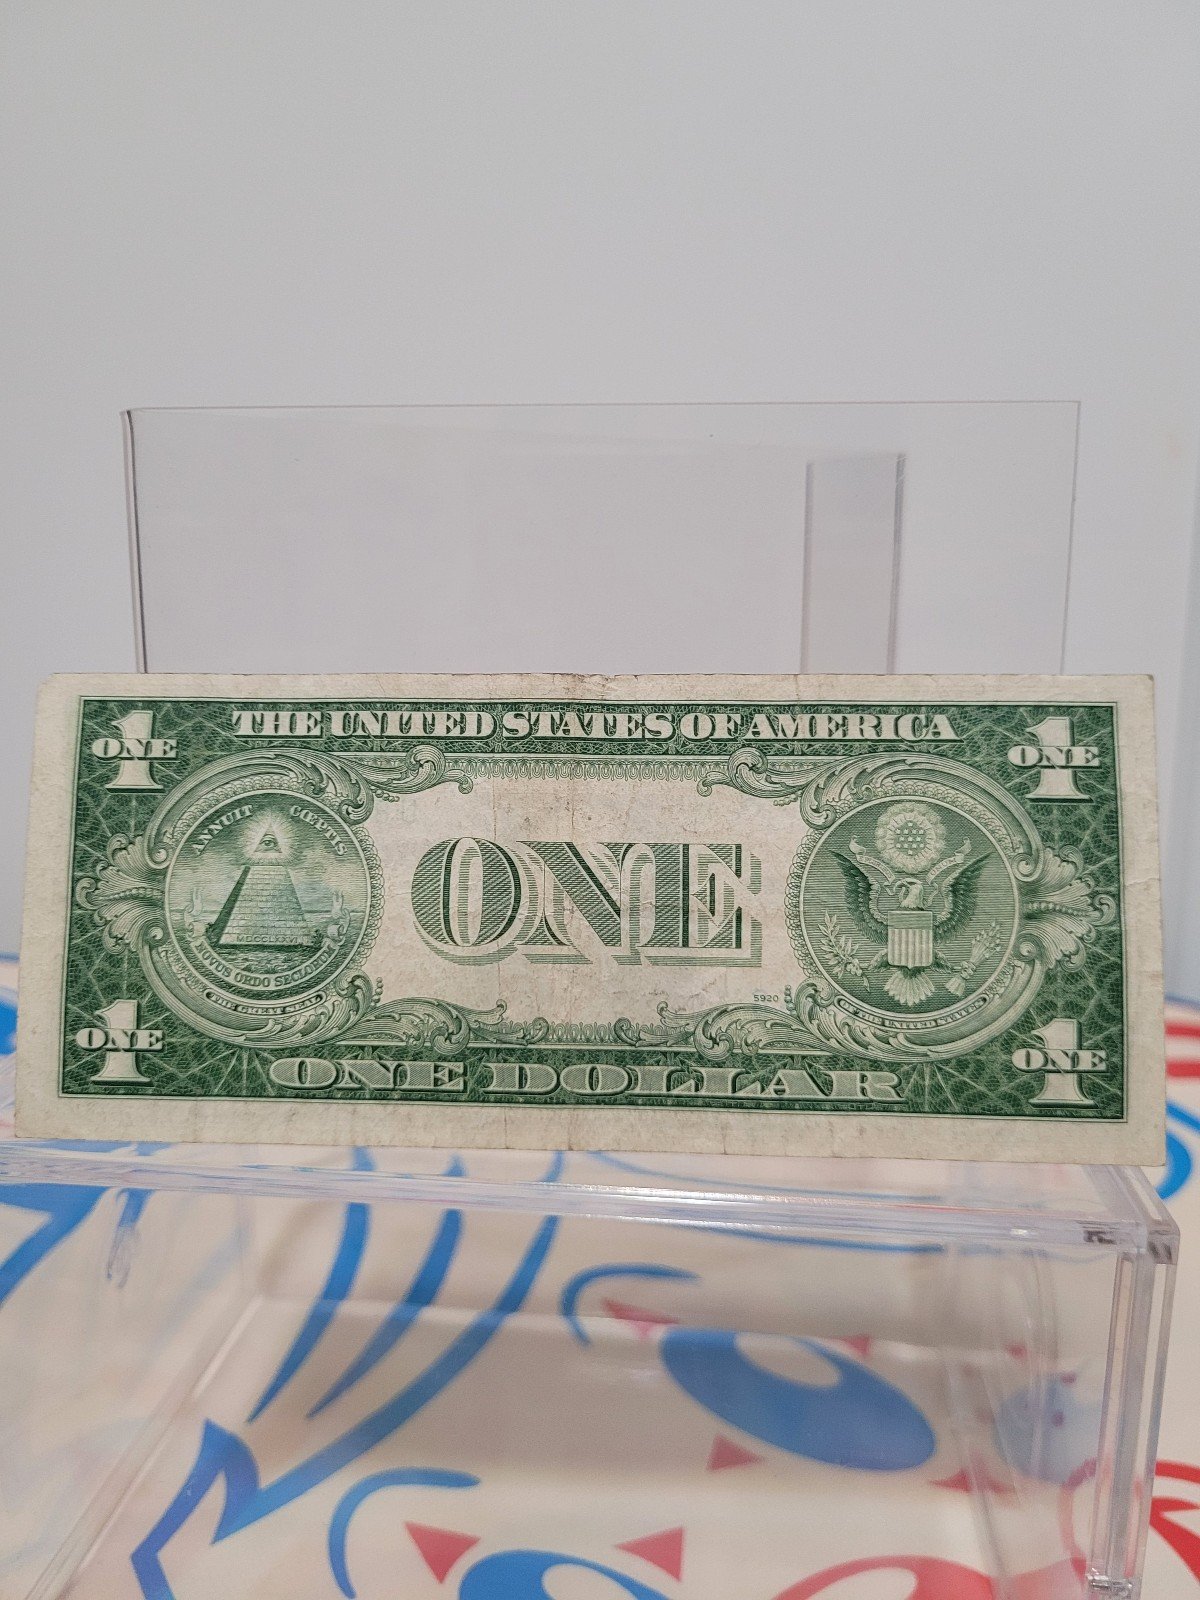 THE UNITED STATES OF AMERICA
1 ONE
1 ONE
ANNUIT CŒPTIS
MDCCLXXVI
NOVUS ORDO SECLORUM
THE GREAT SEAL
ONE
5920
OF THE UNITED STATES
1 ONE
1 ONE
ONE DOLLAR